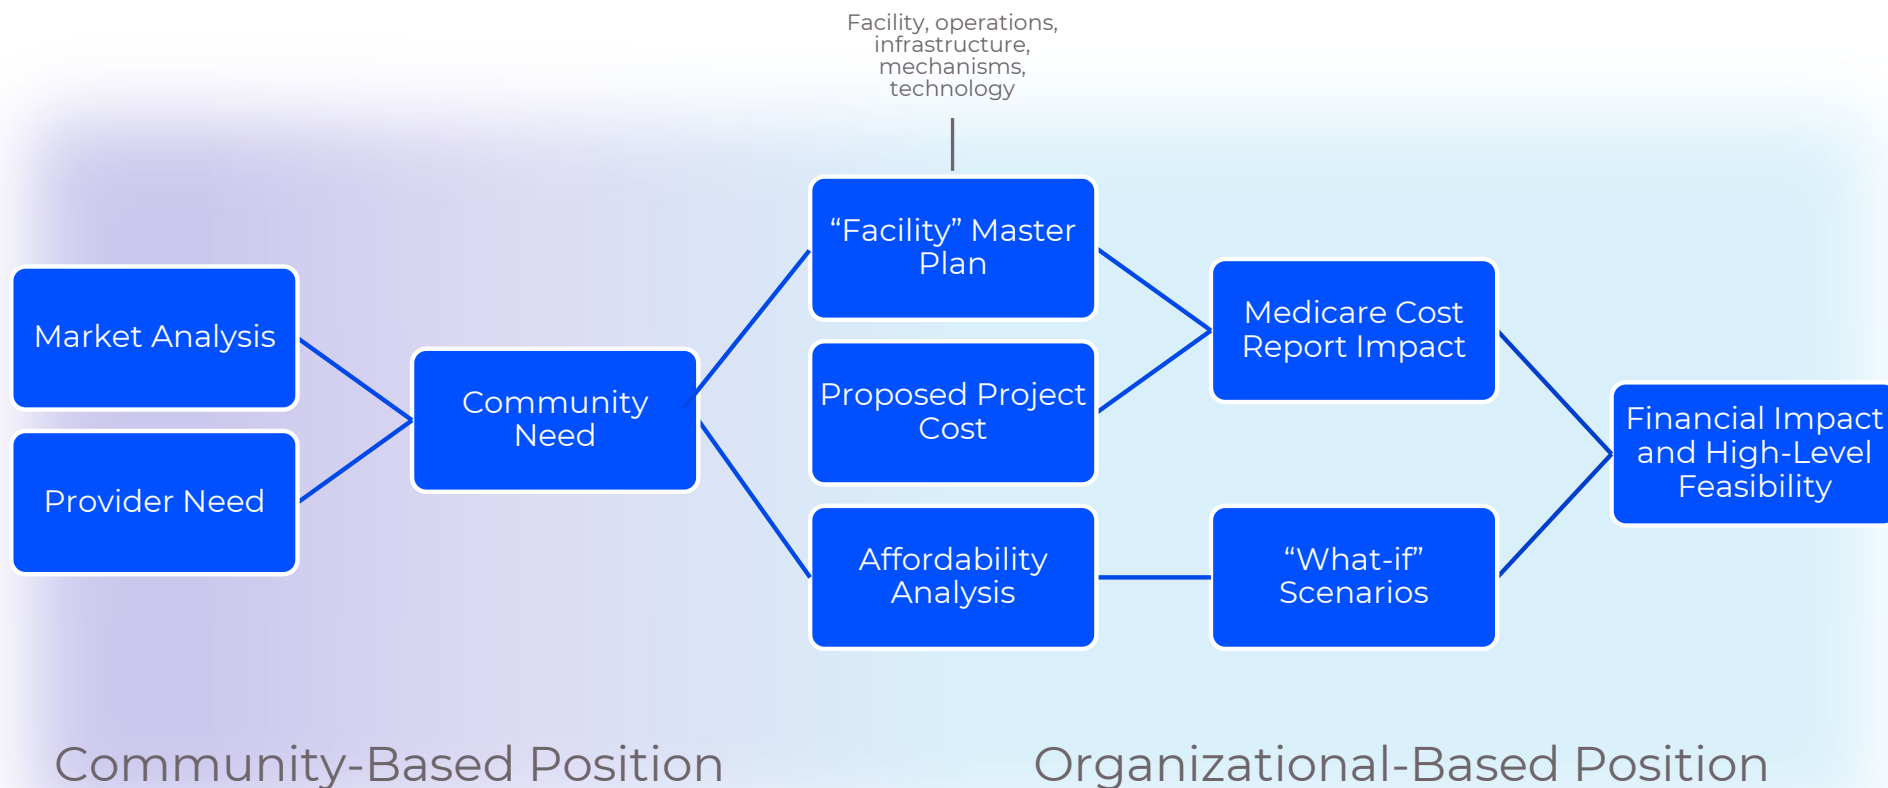 Facility, operations,
infrastructure,
mechanisms,
technology
“Facility” Master
Plan
Market Analysis
Provider Need
Community
Need
Proposed Project
Cost
Affordability
Analysis
Medicare Cost
Report Impact
“What-if”
Scenarios
Financial Impact
and High-Level
Feasibility
Community-Based Position
Organizational-Based Position